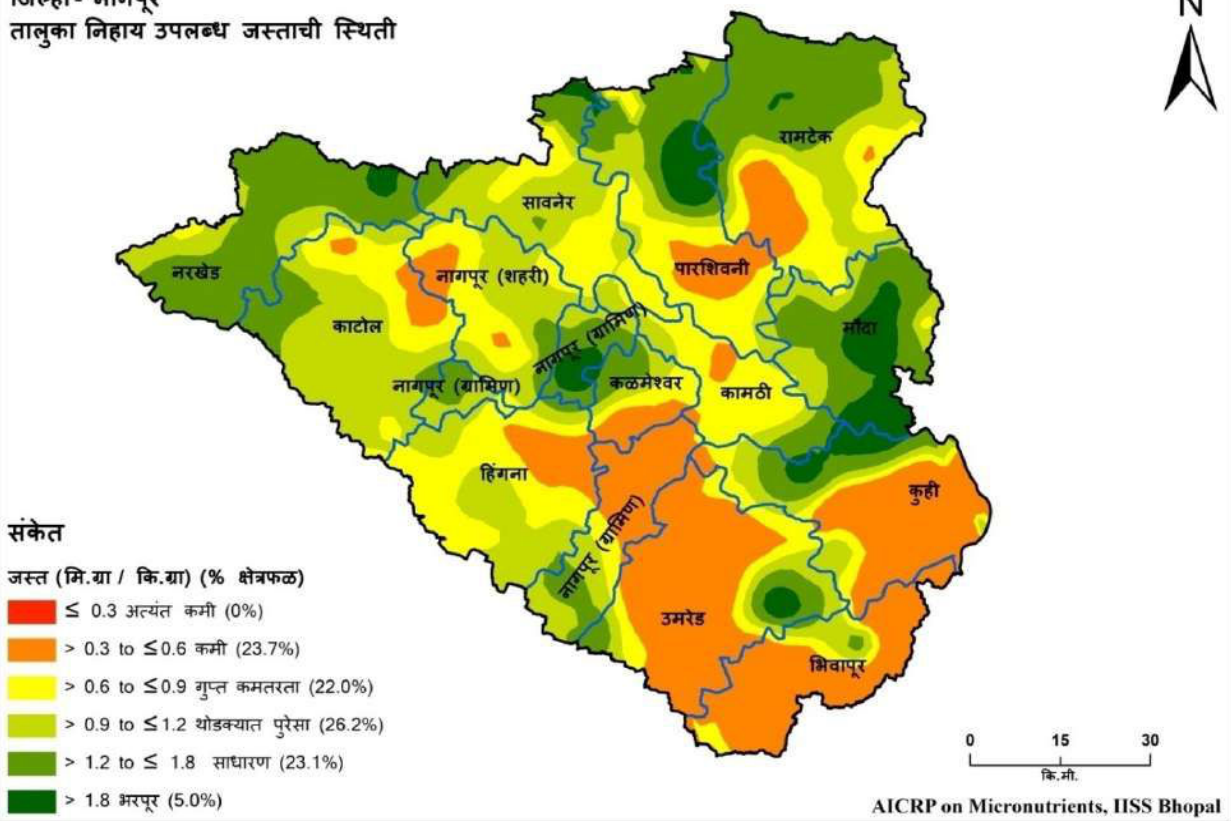 जिल्हा- नागपूर
तालुका निहाय उपलब्ध जस्ताची स्थिती
N
रामटेक
सावनेर
नरखेड
नागपूर (शहरी)
पारशिवनी
काटोल
नागपूर (ग्रामिण)
मौदा
नागपूर (ग्रामिण)
कळमेश्वर
कामठी
हिंगना
कुही
नागपूर (ग्रामिण)
उमरेड
भिवापूर
संकेत
जस्त (मि.ग्रा / कि.ग्रा) (% क्षेत्रफळ)
≤ 0.3 अत्यंत कमी (0%)
> 0.3 to ≤0.6 कमी (23.7%)
> 0.6 to ≤0.9 गुप्त कमतरता (22.0%)
> 0.9 to ≤1.2 थोडक्यात पुरेसा (26.2%)
> 1.2 to ≤ 1.8 साधारण (23.1%)
> 1.8 भरपूर (5.0%)
0 15 30
कि.मी.
AICRP on Micronutrients, IISS Bhopal